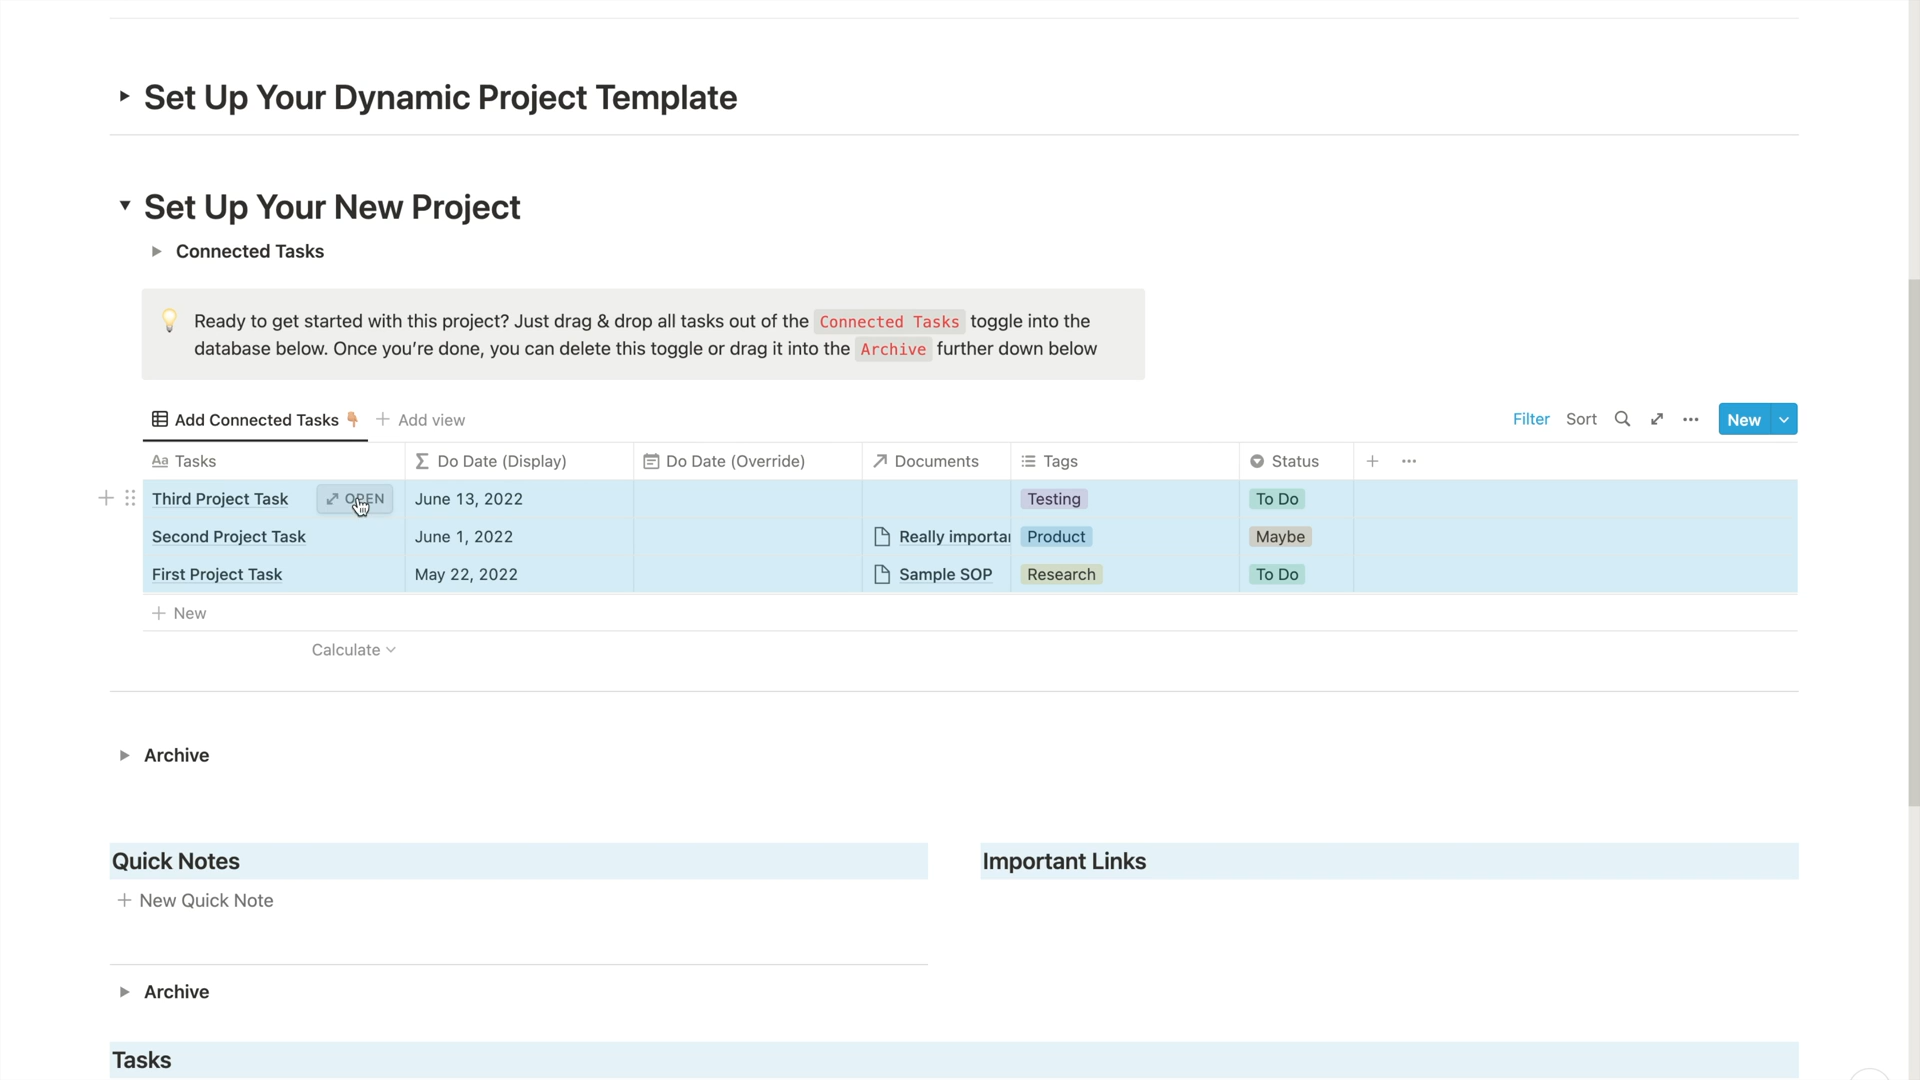 Set Up Your Dynamic Project Template
Set Up Your New Project
Connected Tasks
Ready to get started with this project? Just drag & drop all tasks out of the Connected Tasks toggle into the
database below. Once you’re done, you can delete this toggle or drag it into the Archive further down below
Add Connected Tasks Add view Filter Sort New
Aa Tasks Do Date (Display) Do Date (Override) Documents Tags Status
Third Project Task OPEN June 13, 2022 Testing To Do
Second Project Task June 1, 2022 Really importa Product Maybe
First Project Task May 22, 2022 Sample SOP Research To Do
New
Calculate
Archive
Quick Notes Important Links
New Quick Note
Archive
Tasks